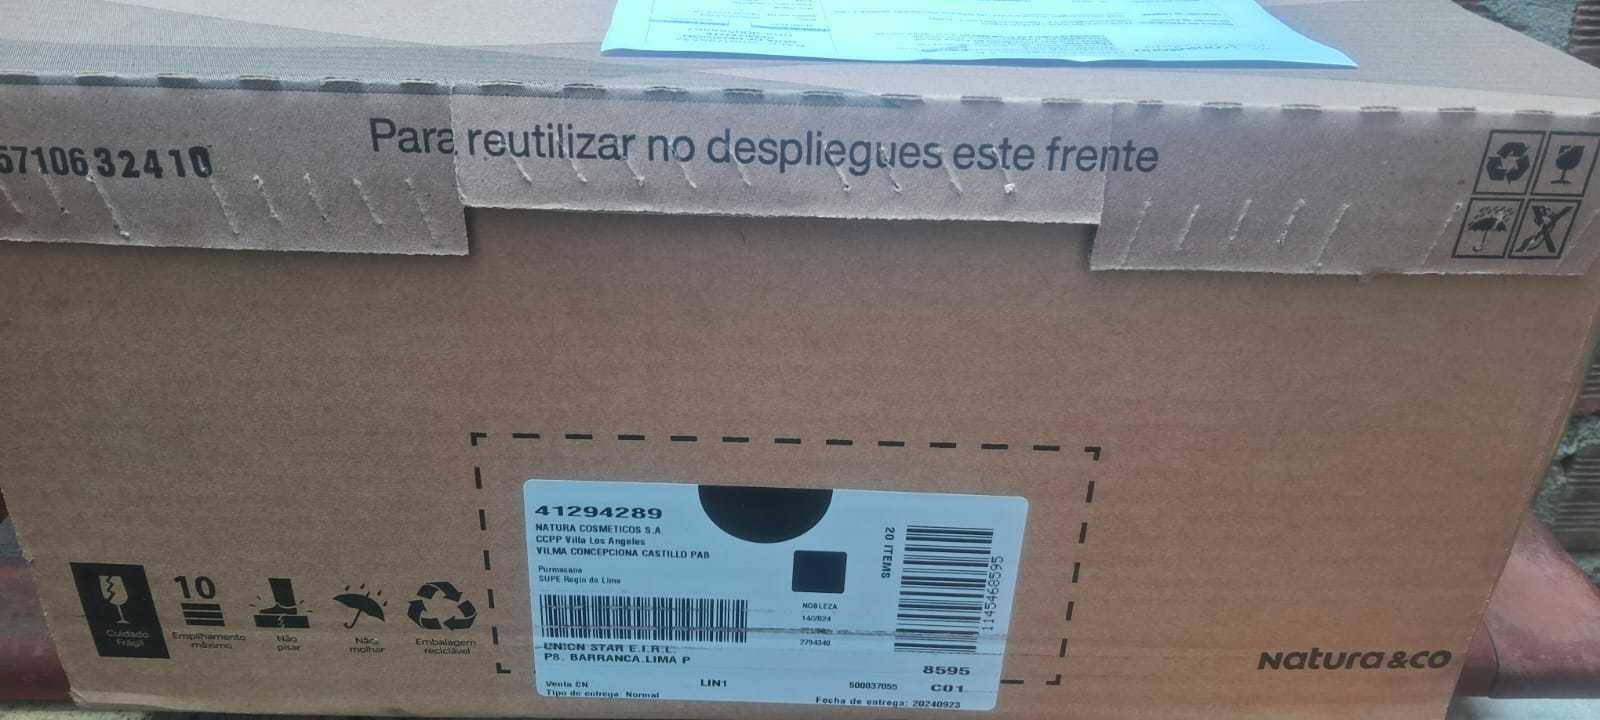 Para reutilizar no despliegues este frente
5710632410
41294289
NATURA COSMETICOS S.A
CCPP Villa Los Angeles
VILMA CONCEPCIONA CASTILLO PAB
Purmacana
SUPE Regin de Lima
20 ITEMS
1145468595
NOBLEZA
14/2024
2794340
UNION STAR E.I.R.L.
P8. BARRANCA.LIMA P
8595
Venta CN
LIN1
500037055
C01
Tipo de entrega: Normal
Fecha de entrega: 20240923
Cuidado
Frágil
10
Empilhamento
máximo
Não
pisar
Não
molhar
Embalagem
reciclável
Natura&co